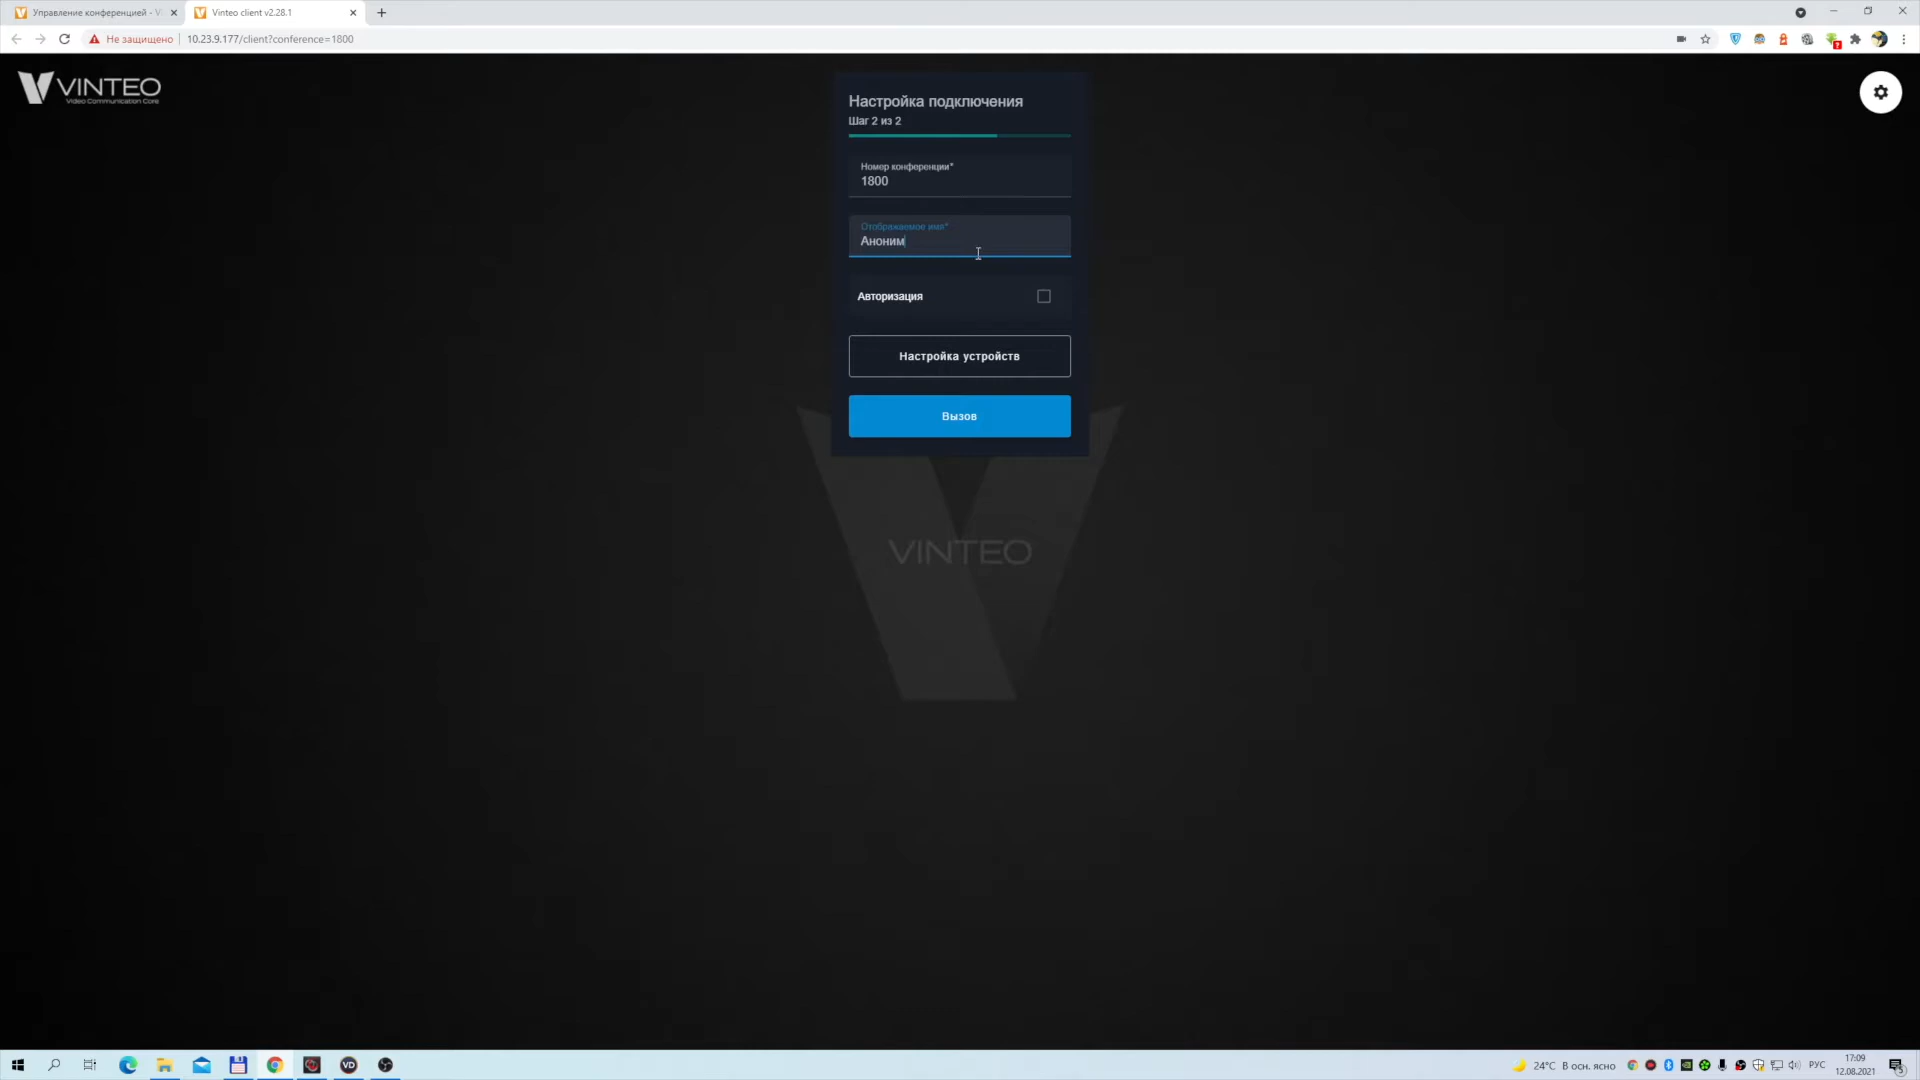 Управление конференцией - V
Vinteo client v2.28.1
Не защищено
10.23.9.177/client?conference=1800
VINTEO
Video Communication Core
Настройка подключения
Шаг 2 из 2
Номер конференции*
1800
Отображаемое имя*
Аноним
Авторизация
Настройка устройств
Вызов
VINTEO
VD
24°C В осн. ясно
РУС
17:09
12.08.2021